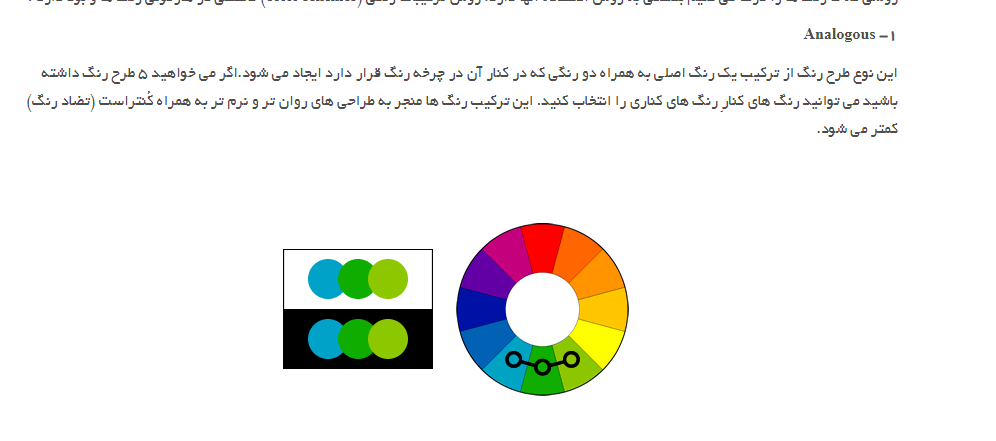 ۱– Analogous
این نوع طرح رنگ از ترکیب یک رنگ اصلی به همراه دو رنگی که در کنار آن در چرخه رنگ قرار دارد ایجاد می شود.اگر می خواهید ۵ طرح رنگ داشته
باشید می توانید رنگ های کنارِ رنگ های کناری را انتخاب کنید. این ترکیب رنگ ها منجر به طراحی های روان تر و نرم تر به همراه کُنتراست (تضاد رنگ)
کمتر می شود.